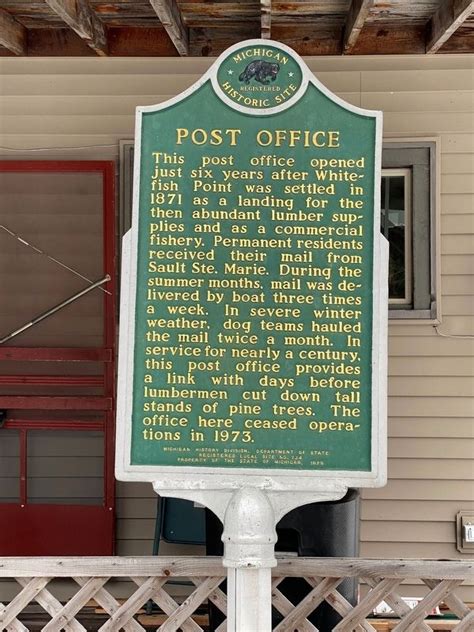 MICHIGAN
REGISTERED
HISTORIC SITE
POST OFFICE
This post office opened
just six years after White-
fish Point was settled in
1871 as a landing for the
then abundant lumber sup-
plies and as a commercial
fishery. Permanent residents
received their mail from
Sault Ste. Marie. During the
summer months, mail was de-
livered by boat three times
a week. In severe winter
weather, dog teams hauled
the mail twice a month. In
service for nearly a century,
this post office provides
a link with days before
lumbermen cut down tall
stands of pine trees. The
office here ceased opera-
tions in 1973.
MICHIGAN HISTORY DIVISION, DEPARTMENT OF STATE
REGISTERED LOCAL SITE NO.
PROPERTY OF THE STATE OF MICHIGAN,